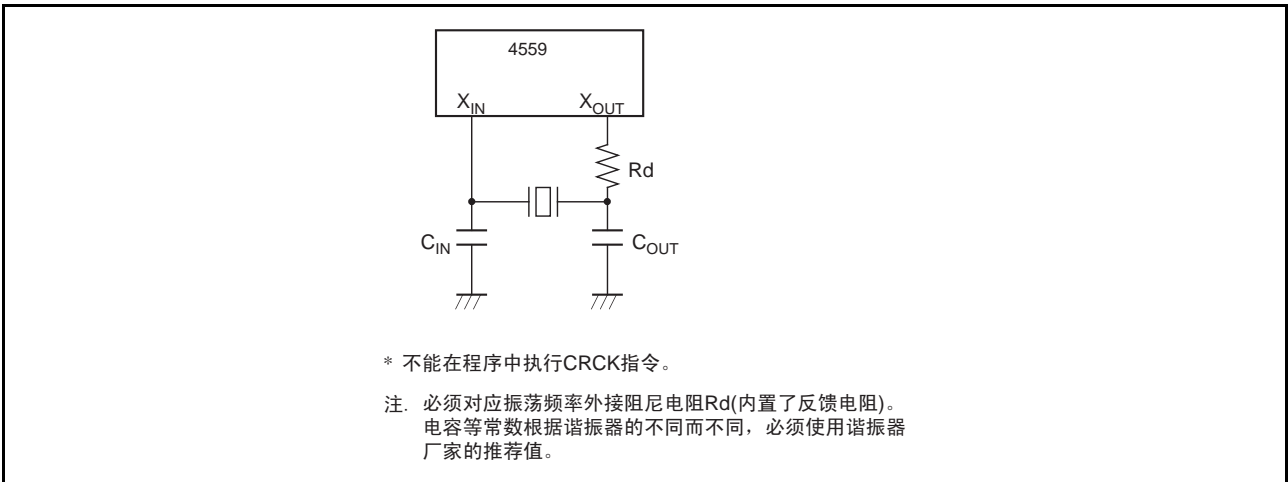 4559
XIN XOUT
Rd
CIN COUT
* 不能在程序中执行CRCK指令。
注. 必须对应振荡频率外接阻尼电阻Rd(内置了反馈电阻)。
电容等常数根据谐振器的不同而不同，必须使用谐振器
厂家的推荐值。